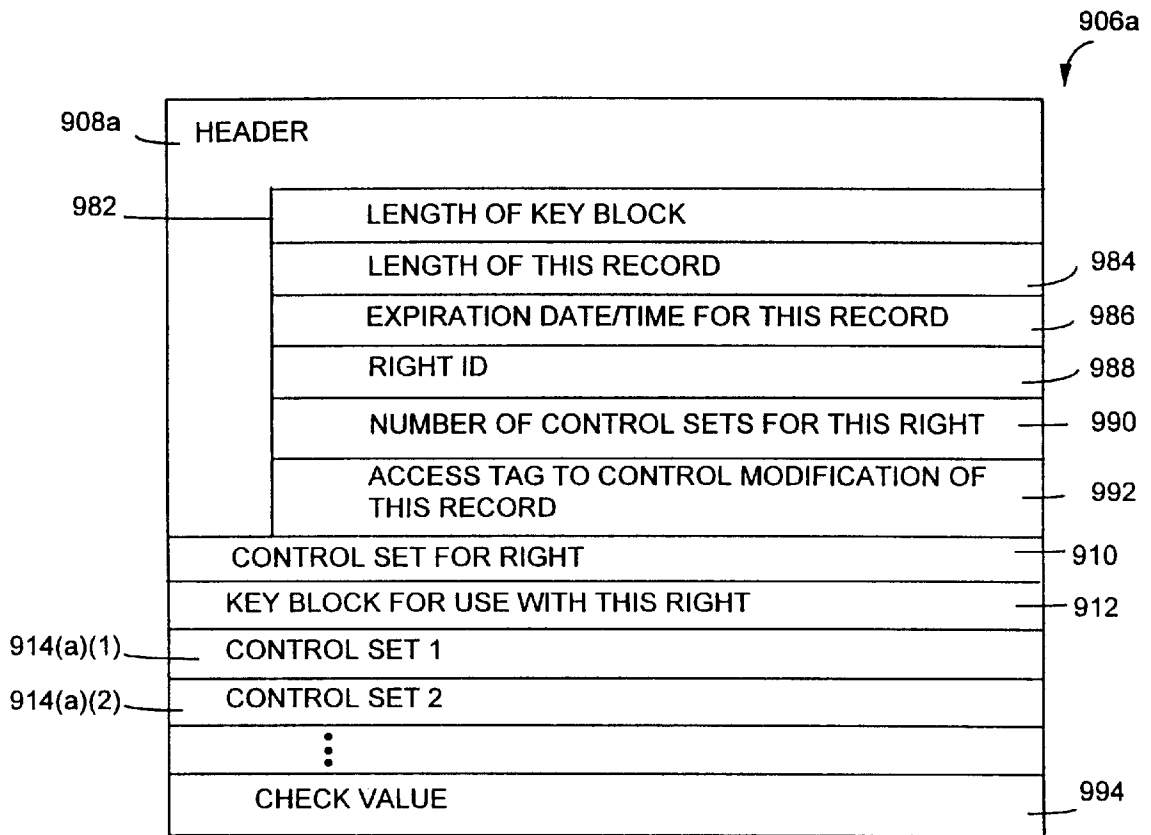 906a
908a
HEADER
982
LENGTH OF KEY BLOCK
LENGTH OF THIS RECORD
984
EXPIRATION DATE/TIME FOR THIS RECORD
986
RIGHT ID
988
NUMBER OF CONTROL SETS FOR THIS RIGHT
990
ACCESS TAG TO CONTROL MODIFICATION OF
THIS RECORD
992
CONTROL SET FOR RIGHT
910
KEY BLOCK FOR USE WITH THIS RIGHT
912
914(a)(1)
CONTROL SET 1
914(a)(2)
CONTROL SET 2
CHECK VALUE
994